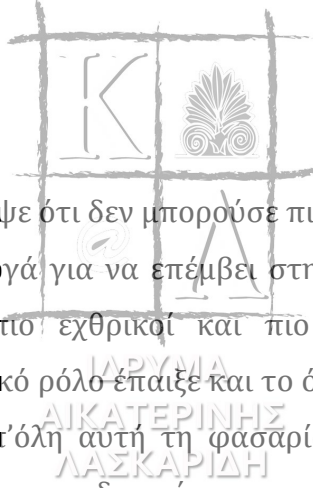 Κ
ψε ότι δεν μπορούσε πι
ργά για να επέμβει στη
@ Λ
πιο εχθρικοί και πιο
ΙΔΡΥΜΑ
κό ρόλο έπαιξε και το ό
ΑΙΚΑΤΕΡΙΝΗΣ
τ'όλη αυτή τη φασαρί
ΛΑΣΚΑΡΙΔΗ